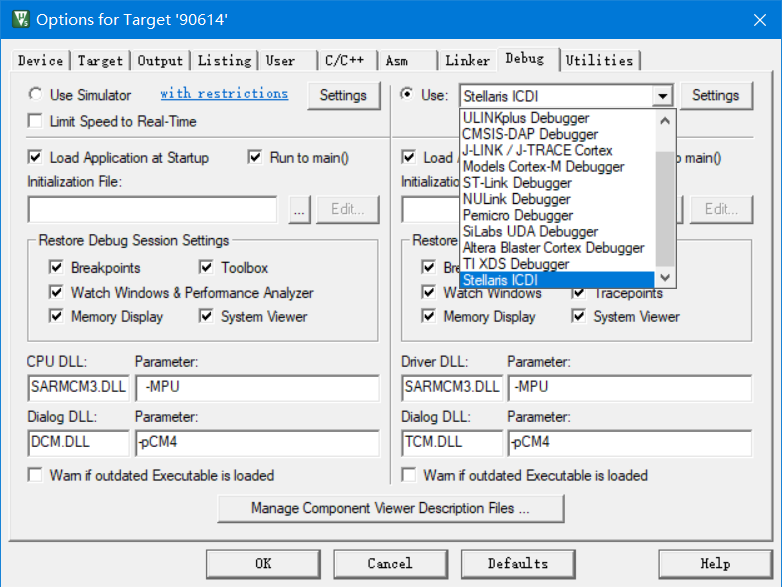 Options for Target '90614'
Device Target Output Listing User C/C++ Asm Linker Debug Utilities
Use Simulator with restrictions Settings
Use: Stellaris ICDI Settings
Limit Speed to Real-Time
ULINKplus Debugger
CMSIS-DAP Debugger
J-LINK / J-TRACE Cortex
Models Cortex-M Debugger
ST-Link Debugger
NULink Debugger
Pemicro Debugger
SiLabs UDA Debugger
Altera Blaster Cortex Debugger
TI XDS Debugger
Stellaris ICDI
Load Application at Startup Run to main()
Load main()
Initialization File:
... Edit...
Edit...
Restore Debug Session Settings
Restore
Breakpoints Toolbox
Watch Windows & Performance Analyzer
Watch Windows Tracepoints
Memory Display System Viewer
Memory Display System Viewer
CPU DLL: Parameter:
SARMCM3.DLL -MPU
Driver DLL: Parameter:
SARMCM3.DLL -MPU
Dialog DLL: Parameter:
DCM.DLL -pCM4
Dialog DLL: Parameter:
TCM.DLL -pCM4
Warn if outdated Executable is loaded
Warn if outdated Executable is loaded
Manage Component Viewer Description Files ...
OK Cancel Defaults Help